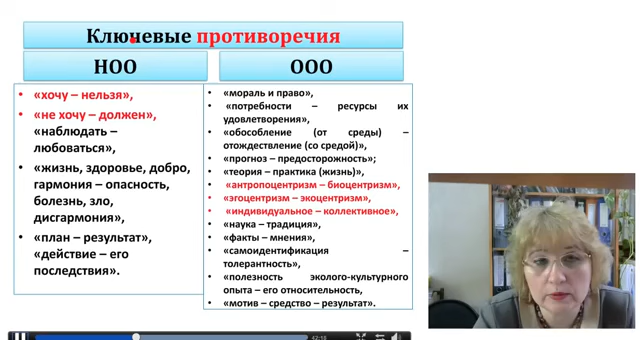 Ключевые противоречия
НОО
ООО
«хочу – нельзя»,
«не хочу – должен»,
«наблюдать –
любоваться»,
«жизнь, здоровье, добро,
гармония – опасность,
болезнь, зло,
дисгармония»,
«план – результат»,
«действие – его
последствия».
«мораль и право»,
«потребности – ресурсы их
удовлетворения»,
«обособление (от среды) –
отождествление (со средой)»,
«прогноз – предосторожность»;
«теория – практика (жизнь)»,
«антропоцентризм – биоцентризм»,
«эгоцентризм – экоцентризм»,
«индивидуальное – коллективное»,
«наука – традиция»,
«факты – мнения»,
«самоидентификация –
толерантность»,
«полезность эколого-культурного
опыта – его относительность,
«мотив – средство – результат».